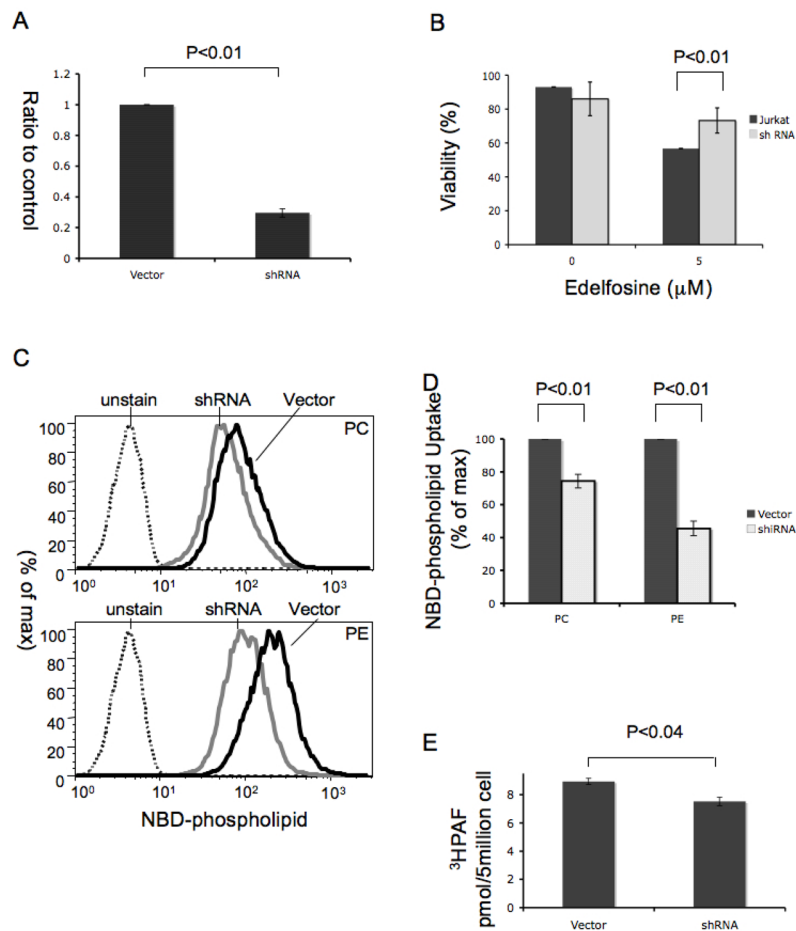 A
P<0.01
Ratio to control
1.2
1
0.8
0.6
0.4
0.2
0
Vector
shRNA
B
P<0.01
Viability (%)
100
80
60
40
20
0
Jurkat
sh RNA
0
5
Edelfosine (μM)
C
unstain
shRNA
Vector
PC
100
80
60
40
20
0
10⁰
10¹
10²
10³
(% of max)
unstain
shRNA
Vector
PE
100
80
60
40
20
0
10⁰
10¹
10²
10³
NBD-phospholipid
D
P<0.01
P<0.01
NBD-phospholipid Uptake
(% of max)
100
80
60
40
20
0
Vector
shiRNA
PC
PE
E
P<0.04
³HPAF
pmol/5million cell
8
6
4
2
0
Vector
shRNA